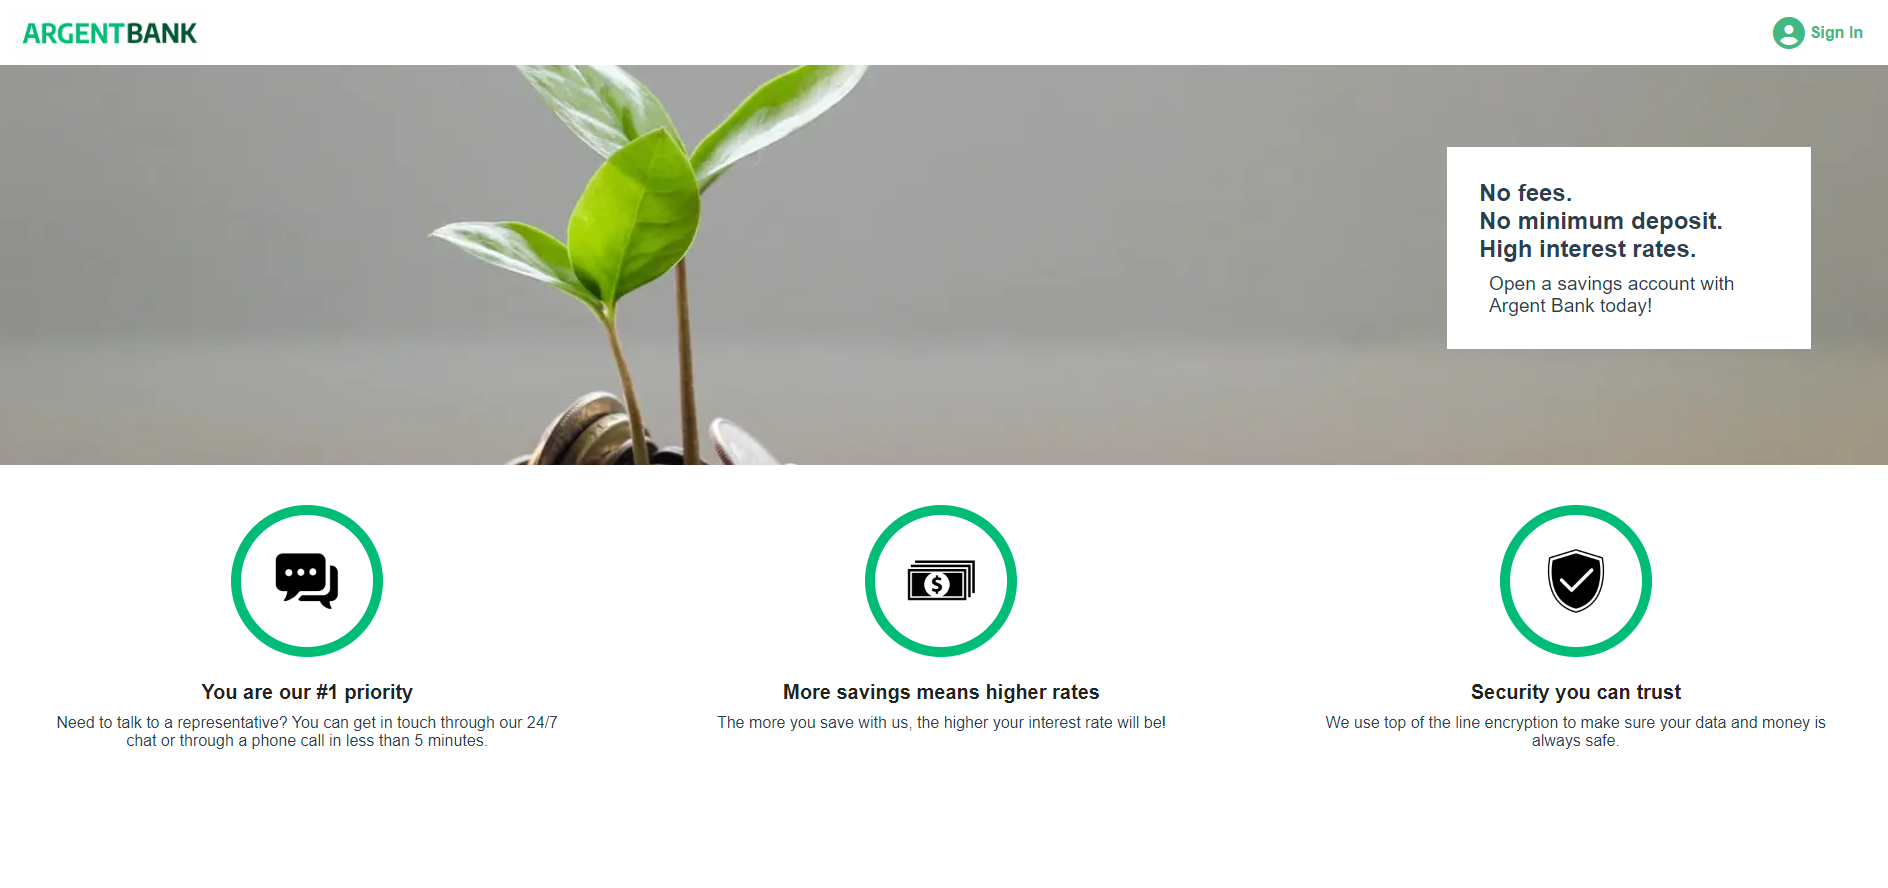 ARGENTBANK
Sign In
No fees.
No minimum deposit.
High interest rates.
Open a savings account with
Argent Bank today!
You are our #1 priority
Need to talk to a representative? You can get in touch through our 24/7
chat or through a phone call in less than 5 minutes.
More savings means higher rates
The more you save with us, the higher your interest rate will be!
Security you can trust
We use top of the line encryption to make sure your data and money is
always safe.